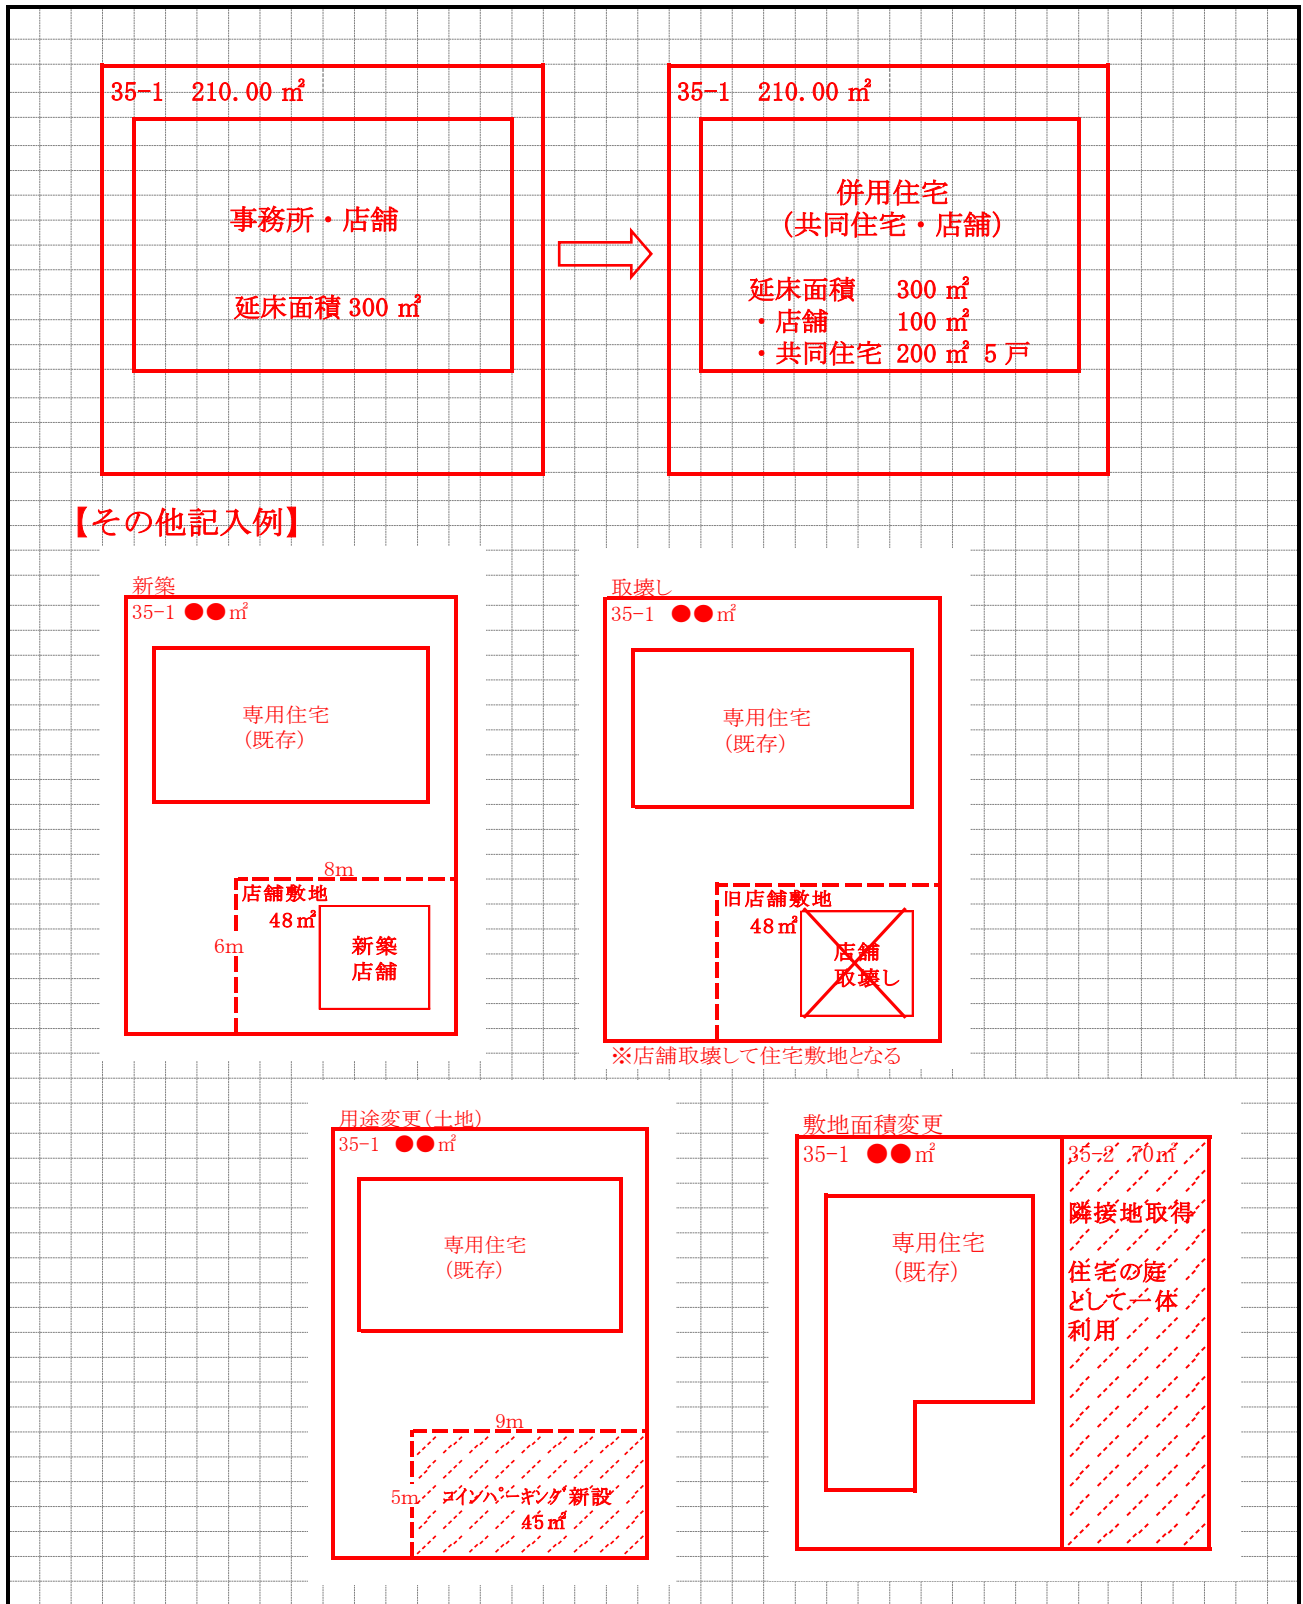 35-1 210.00 ㎡
事務所・店舗
延床面積 300 ㎡
35-1 210.00 ㎡
併用住宅
(共同住宅・店舗)
延床面積 300 ㎡
・店舗 100 ㎡
・共同住宅 200 ㎡ 5 戸
【その他記入例】
新築
35-1 ●●㎡
専用住宅
(既存)
8m
店舗敷地
48㎡
6m
新築
店舗
取壊し
35-1 ●●㎡
専用住宅
(既存)
旧店舗敷地
48㎡
店舗
取壊し
※店舗取壊して住宅敷地となる
用途変更(土地)
35-1 ●●㎡
専用住宅
(既存)
9m
5m
コインパーキング新設
45㎡
敷地面積変更
35-1 ●●㎡
専用住宅
(既存)
35-2 70㎡
隣接地取得
住宅の庭
として一体
利用